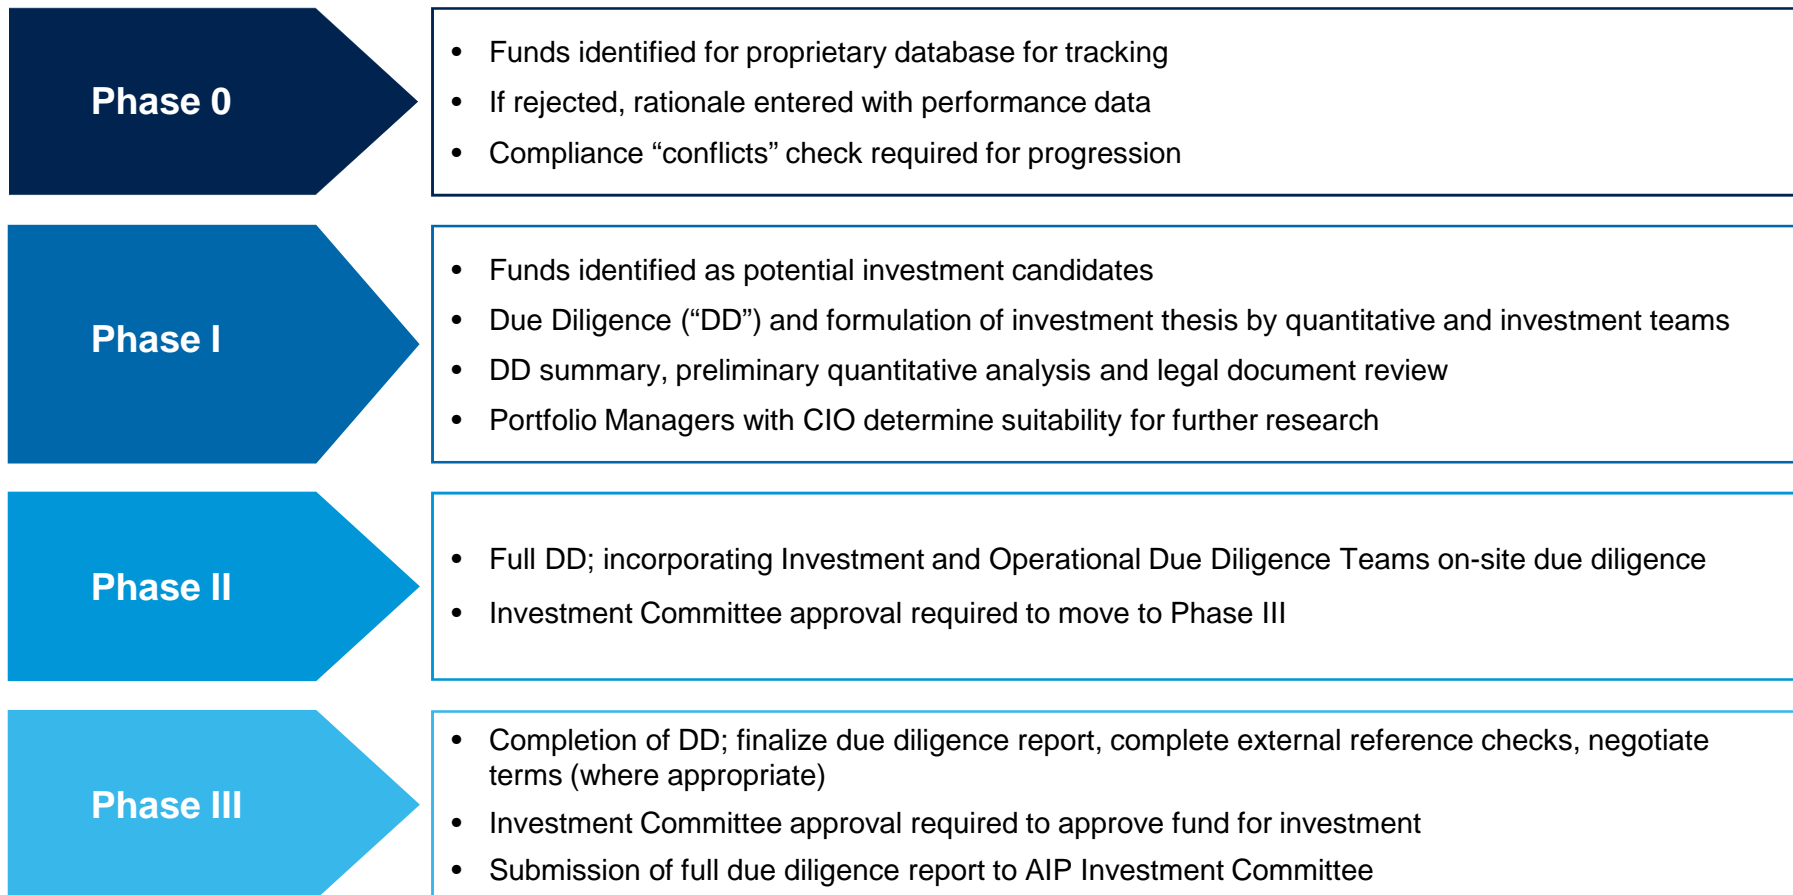 Phase 0
• Funds identified for proprietary database for tracking
• If rejected, rationale entered with performance data
• Compliance “conflicts” check required for progression
Phase I
• Funds identified as potential investment candidates
• Due Diligence (“DD”) and formulation of investment thesis by quantitative and investment teams
• DD summary, preliminary quantitative analysis and legal document review
• Portfolio Managers with CIO determine suitability for further research
Phase II
• Full DD; incorporating Investment and Operational Due Diligence Teams on-site due diligence
• Investment Committee approval required to move to Phase III
Phase III
• Completion of DD; finalize due diligence report, complete external reference checks, negotiate
terms (where appropriate)
• Investment Committee approval required to approve fund for investment
• Submission of full due diligence report to AIP Investment Committee